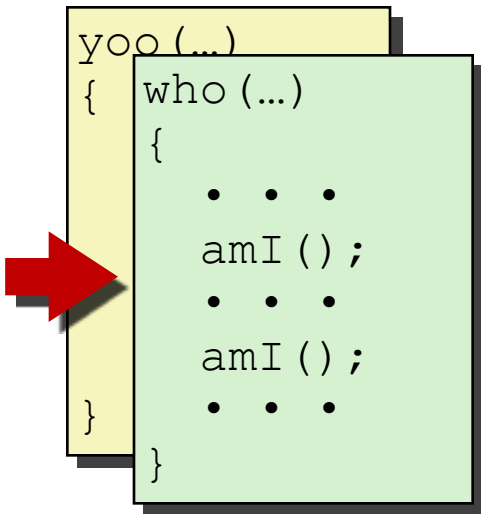 yoo(…)
{
}
who(…)
{
• • •
amI();
• • •
amI();
• • •
}